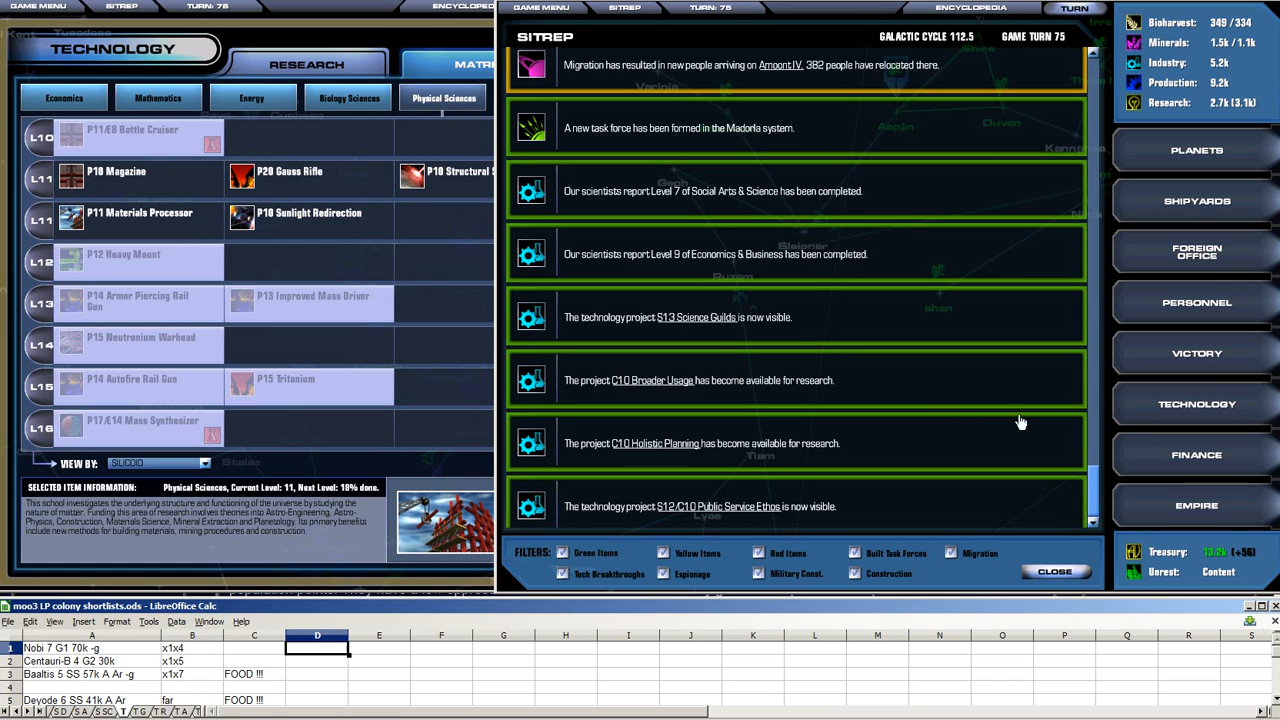 GAME MENU SITREP TURN: 76 ENCYCLOPED
TECHNOLOGY
RESEARCH
MATR
Economics Mathematics Energy Biology Sciences Physical Sciences
L10 P11/E8 Battle Cruiser
L11 P10 Magazine P20 Gauss Rifle P10 Structural S
L11 P11 Materials Processor P10 Sunlight Redirection
L12 P12 Heavy Mount
L13 P14 Armor Piercing Rail Gun P13 Improved Mass Driver
L14 P15 Neutronium Warhead
L15 P14 Autofire Rail Gun P15 Tritanium
L16 P17/E14 Mass Synthesizer
VIEW BY: SILICOID
SELECTED ITEM INFORMATION: Physical Sciences, Current Level: 11, Next Level: 18% done.
This school investigates the underlying structure and functioning of the universe by studying the
nature of matter. Funding this area of research involves theories into Astro-Engineering, Astro-
Physics, Construction, Materials Science, Mineral Extraction and Planetology. Its primary benefits
include new methods for building materials, mining procedures and construction.
GAME MENU SITREP TURN: 75 ENCYCLOPEDIA TURN
SITREP GALACTIC CYCLE 112.5 GAME TURN 75
Migration has resulted in new people arriving on Amoont IV. 382 people have relocated there.
A new task force has been formed in the Madorla system.
Our scientists report Level 7 of Social Arts & Science has been completed.
Our scientists report Level 9 of Economics & Business has been completed.
The technology project S13 Science Guilds is now visible.
The project C10 Broader Usage has become available for research.
The project C10 Holistic Planning has become available for research.
The technology project S12/C10 Public Service Ethos is now visible.
FILTERS: Green Items Yellow Items Red Items Built Task Forces Migration
Tech Breakthroughs Espionage Military Const. Construction
CLOSE
Bioharvest: 349 / 334
Minerals: 1.5k / 1.1k
Industry: 5.2k
Production: 9.2k
Research: 2.7k (3.1k)
PLANETS
SHIPYARDS
FOREIGN
OFFICE
PERSONNEL
VICTORY
TECHNOLOGY
FINANCE
EMPIRE
Treasury: 13.2k (+56)
Unrest: Content
moo3 LP colony shortlists.ods - LibreOffice Calc
File Edit View Insert Format Tools Data Window Help
A B C D E F G H I J K L M N O P Q R S
1 Nobi 7 G1 70k -g x1x4
2 Centauri-B 4 G2 30k x1x5
3 Baaltis 5 SS 57k A Ar -g x1x7 FOOD !!!
4
5 Deyode 6 SS 41k A Ar far FOOD !!!
SD SA SSC T TG TR TA T